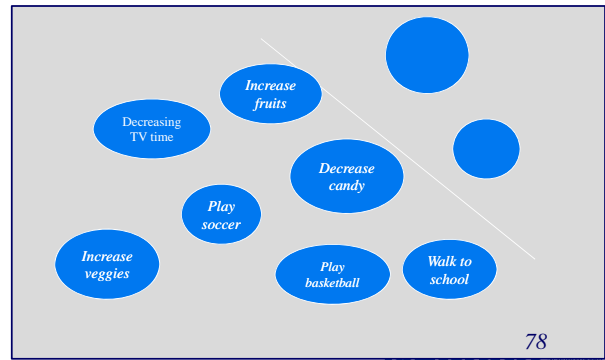 Increase
fruits
Decreasing
TV time
Decrease
candy
Play
soccer
Increase
veggies
Play
basketball
Walk to
school
78